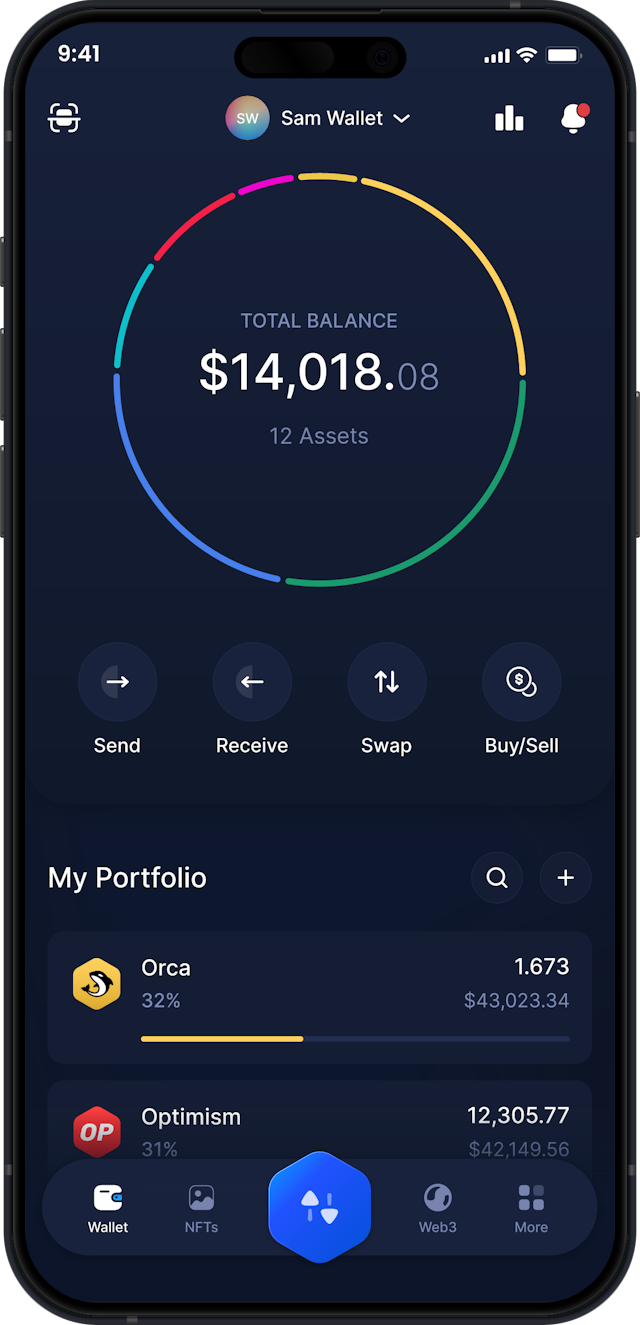 9:41
SW Sam Wallet
TOTAL BALANCE
$14,018.08
12 Assets
Send Receive Swap Buy/Sell
My Portfolio
Orca 1.673
32% $43,023.34
OP
Optimism 12,305.77
31% $42,149.56
Wallet NFTs Web3 More